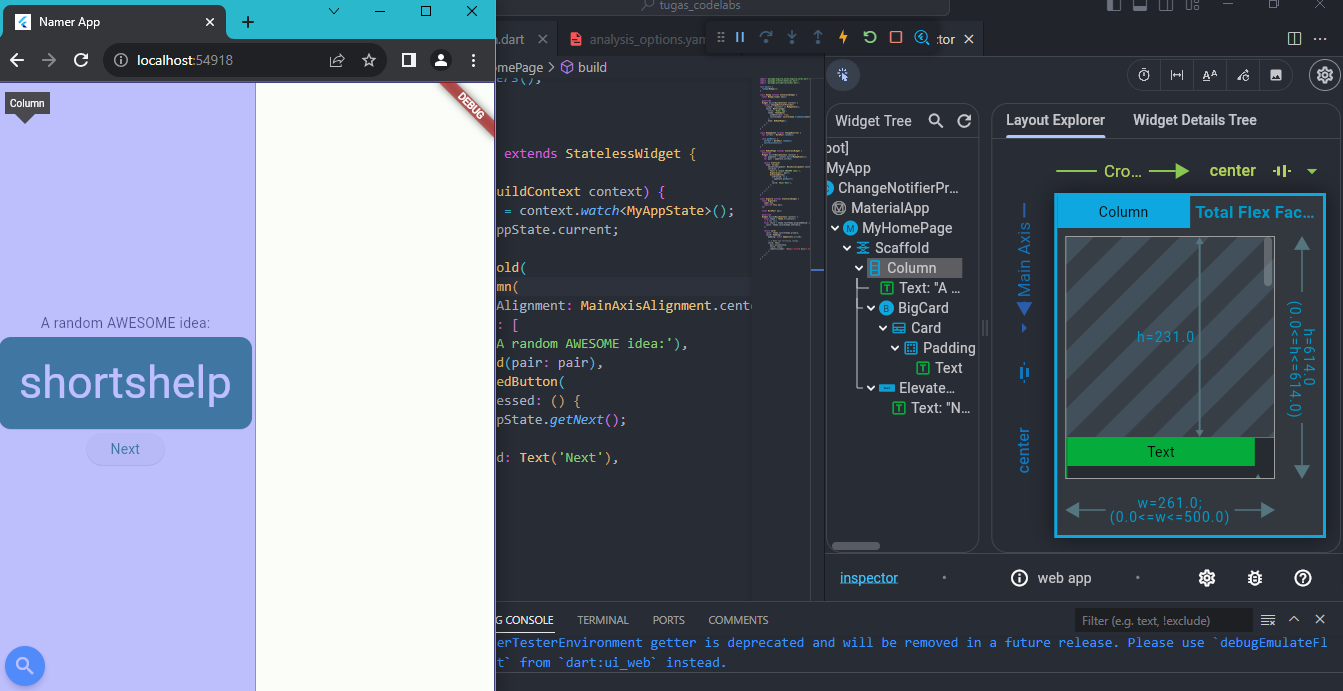 Namer App
localhost:54918
Column
DEBUG
A random AWESOME idea:
shortshelp
Next
tugas_codelabs
.dart
analysis_options.yam
tor
omePage > build
extends StatelessWidget {
uildContext context) {
= context.watch<MyAppState>();
ppState.current;
old(
mn(
Alignment: MainAxisAlignment.cente
: [
A random AWESOME idea:'),
d(pair: pair),
edButton(
essed: () {
pState.getNext();
d: Text('Next'),
Widget Tree
oot]
MyApp
ChangeNotifierPr...
MaterialApp
MyHomePage
Scaffold
Column
Text: "A ...
BigCard
Card
Padding
Text
Elevate...
Text: "N...
Layout Explorer
Widget Details Tree
Cro...
center
Column
Total Flex Fac...
Main Axis
center
h=231.0
Text
h=614.0
(0.0<=h<=614.0)
w=261.0;
(0.0<=w<=500.0)
inspector
web app
G CONSOLE
TERMINAL
PORTS
COMMENTS
Filter (e.g. text, !exclude)
erTesterEnvironment getter is deprecated and will be removed in a future release. Please use `debugEmulateFl
t` from `dart:ui_web` instead.